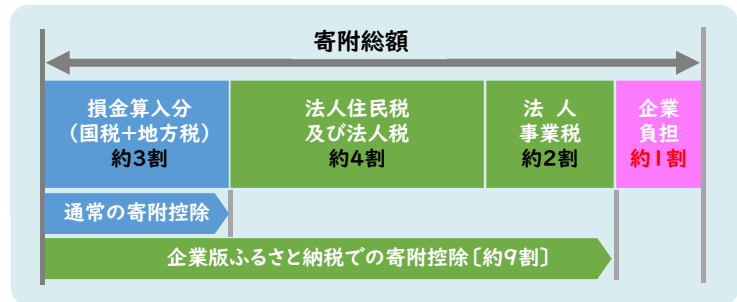 寄附総額
損金算入分
（国税+地方税）
約3割
法人住民税
及び法人税
約4割
法 人
事業税
約2割
企業
負担
約1割
通常の寄附控除
企業版ふるさと納税での寄附控除〔約9割〕